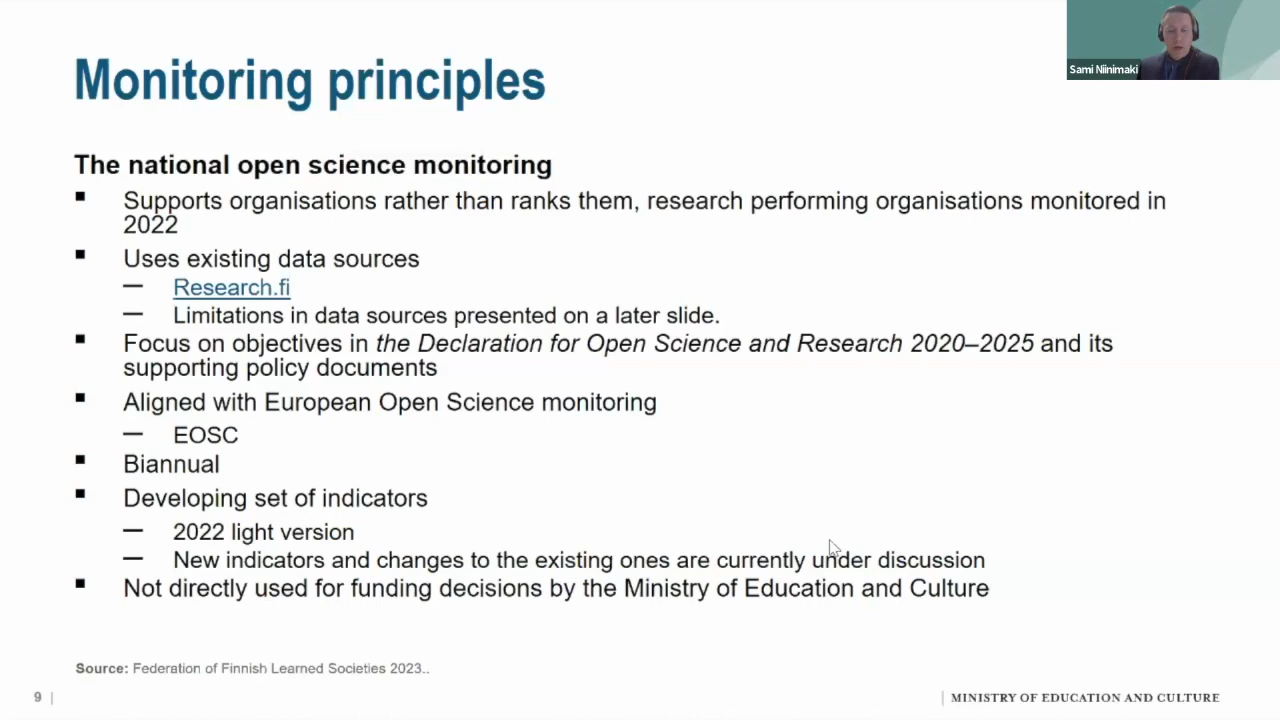 Monitoring principles
Sami Niinimaki
The national open science monitoring
▪ Supports organisations rather than ranks them, research performing organisations monitored in
2022
▪ Uses existing data sources
— Research.fi
— Limitations in data sources presented on a later slide.
▪ Focus on objectives in the Declaration for Open Science and Research 2020–2025 and its
supporting policy documents
▪ Aligned with European Open Science monitoring
— EOSC
▪ Biannual
▪ Developing set of indicators
— 2022 light version
— New indicators and changes to the existing ones are currently under discussion
▪ Not directly used for funding decisions by the Ministry of Education and Culture
Source: Federation of Finnish Learned Societies 2023..
9 |
| MINISTRY OF EDUCATION AND CULTURE